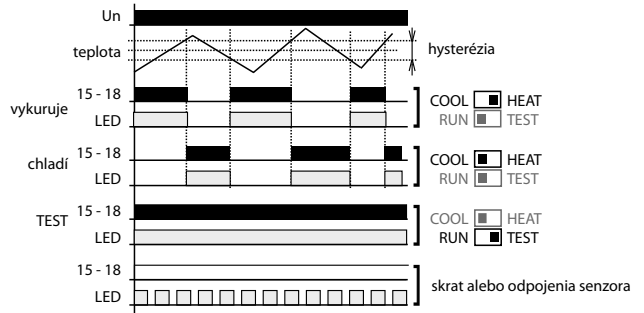 Un
teplota
hysterézia
vykuruje
15 - 18
LED
COOL HEAT
RUN TEST
chladí
15 - 18
LED
COOL HEAT
RUN TEST
TEST
15 - 18
LED
COOL HEAT
RUN TEST
15 - 18
LED
skrat alebo odpojenia senzora